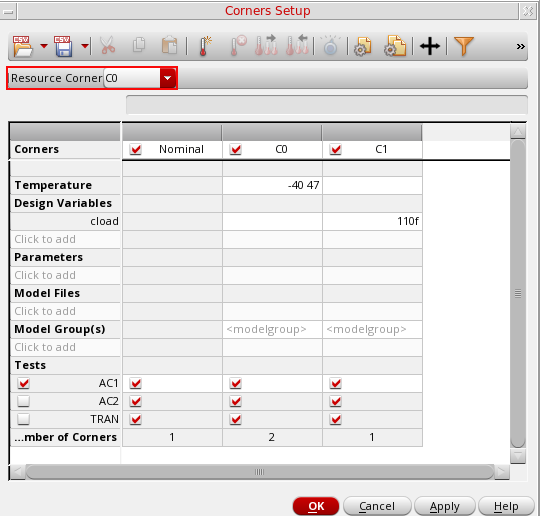 Corners Setup
CSV CSV »
Resource Corner C0
Corners Nominal C0 C1
Temperature -40 47
Design Variables
cload 110f
Click to add
Parameters
Click to add
Model Files
Click to add
Model Group(s) <modelgroup> <modelgroup>
Click to add
Tests
AC1
AC2
TRAN
...mber of Corners 1 2 1
OK Cancel Apply Help